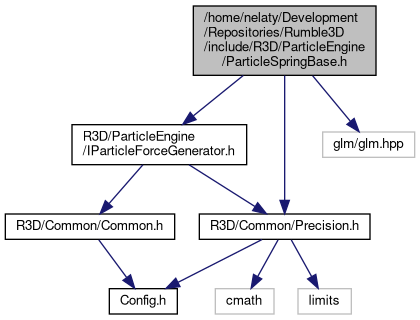 /home/nelaty/Development
/Repositories/Rumble3D
/include/R3D/ParticleEngine
/ParticleSpringBase.h
R3D/ParticleEngine
/IParticleForceGenerator.h
glm/glm.hpp
R3D/Common/Common.h
R3D/Common/Precision.h
Config.h
cmath
limits